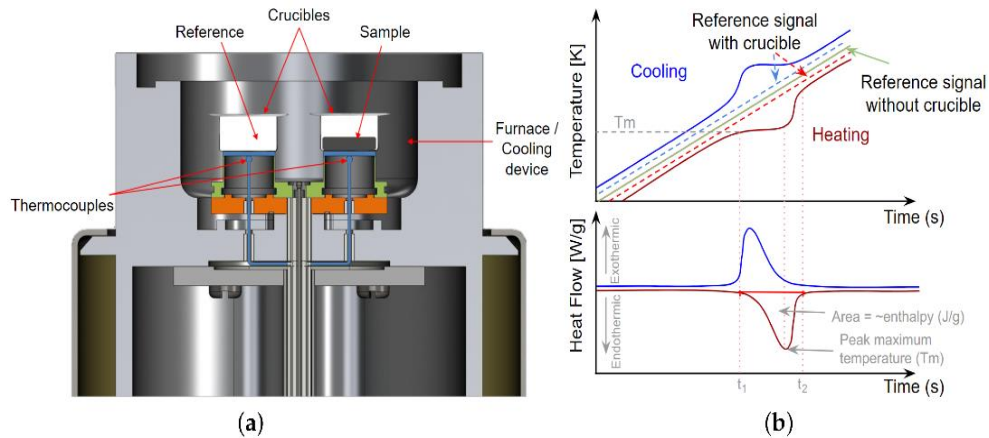 (a)
Crucibles
Reference
Sample
Furnace /
Cooling
device
Thermocouples
(a)
(b)
Temperature [K]
Reference signal
with crucible
Cooling
Reference signal
without crucible
Tm
Heating
Time (s)
Heat Flow [W/g]
Exothermic
Endothermic
Area = ~enthalpy (J/g)
Peak maximum
temperature (Tm)
t1
t2
Time (s)
(b)